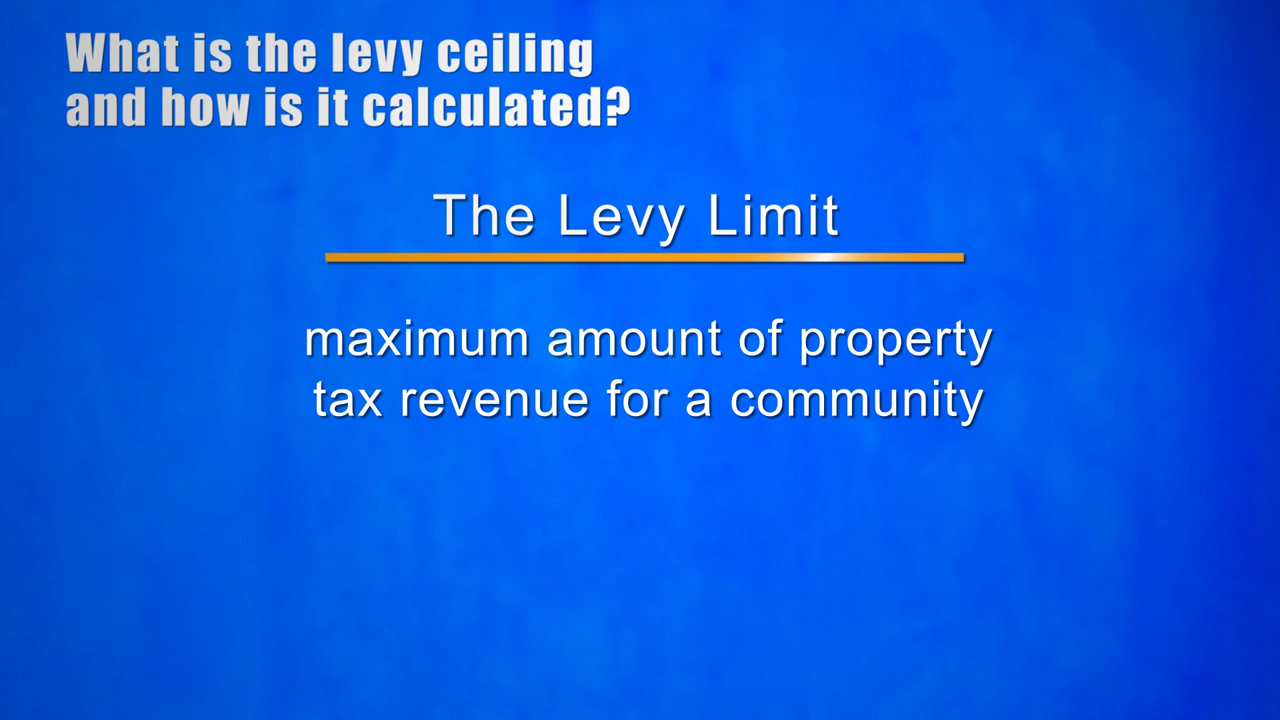 What is the levy ceiling
and how is it calculated?
The Levy Limit
maximum amount of property
tax revenue for a community